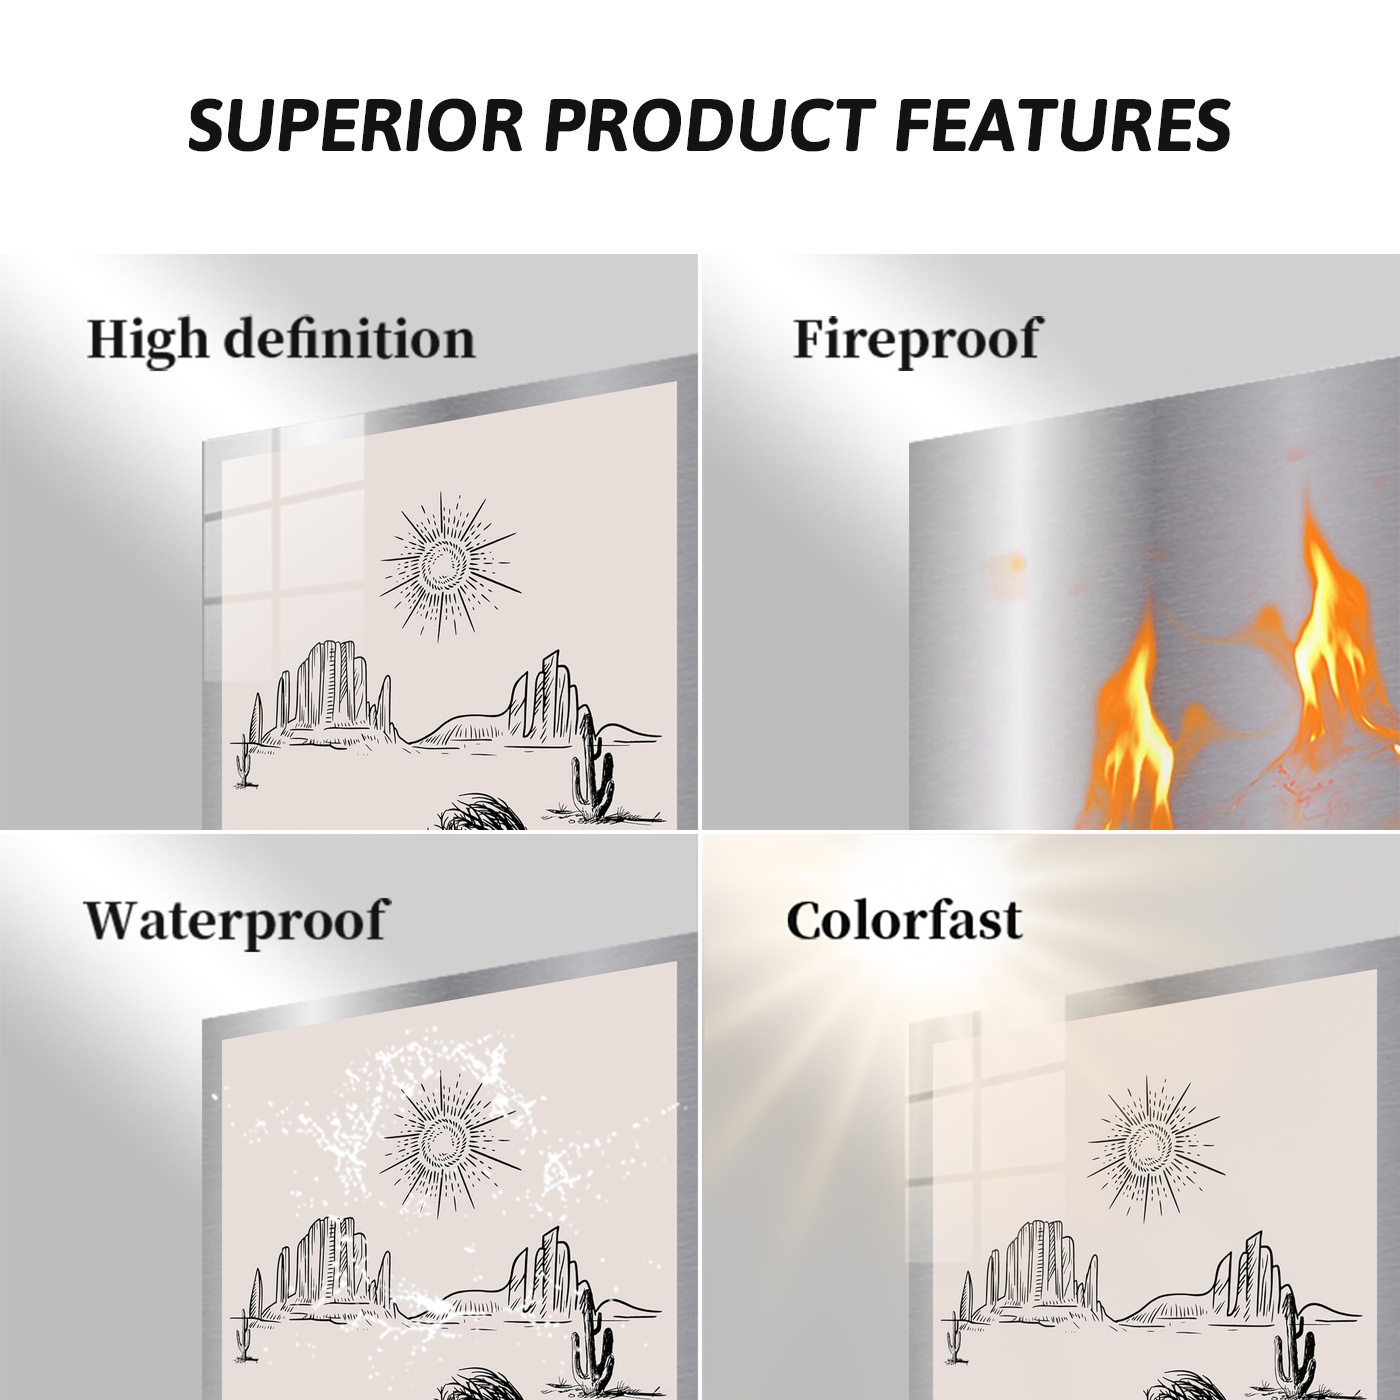 SUPERIOR PRODUCT FEATURES
High definition
Fireproof
Waterproof
Colorfast